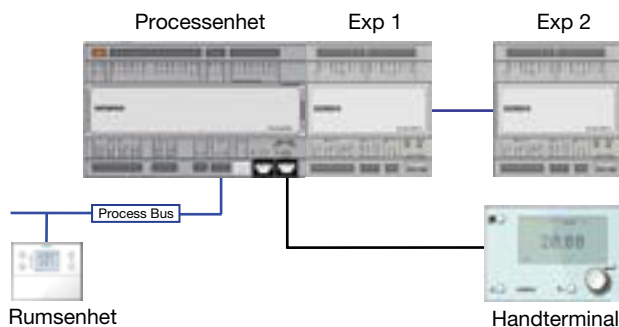 Processenhet
Exp 1
Exp 2
Process Bus
Rumsenhet
Handterminal